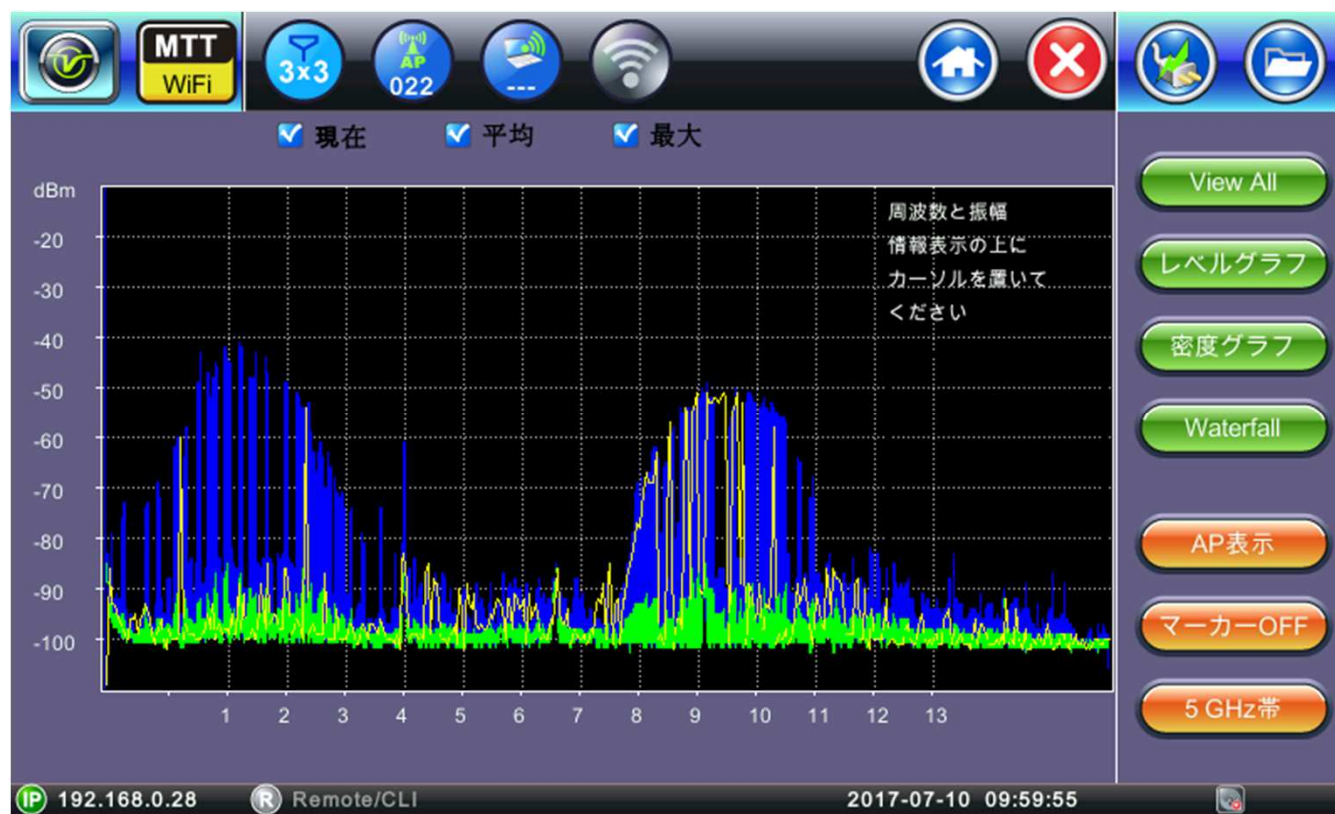 MTT
WiFi
3×3
AP
022
---
現在
平均
最大
dBm
-20
-30
-40
-50
-60
-70
-80
-90
-100
周波数と振幅
情報表示の上に
カーソルを置いて
ください
1 2 3 4 5 6 7 8 9 10 11 12 13
View All
レベルグラフ
密度グラフ
Waterfall
AP表示
マーカーOFF
5 GHz帯
IP 192.168.0.28
R Remote/CLI
2017-07-10 09:59:55